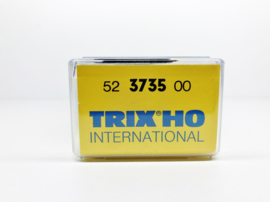 52 3735 00
TRIX® HO
INTERNATIONAL